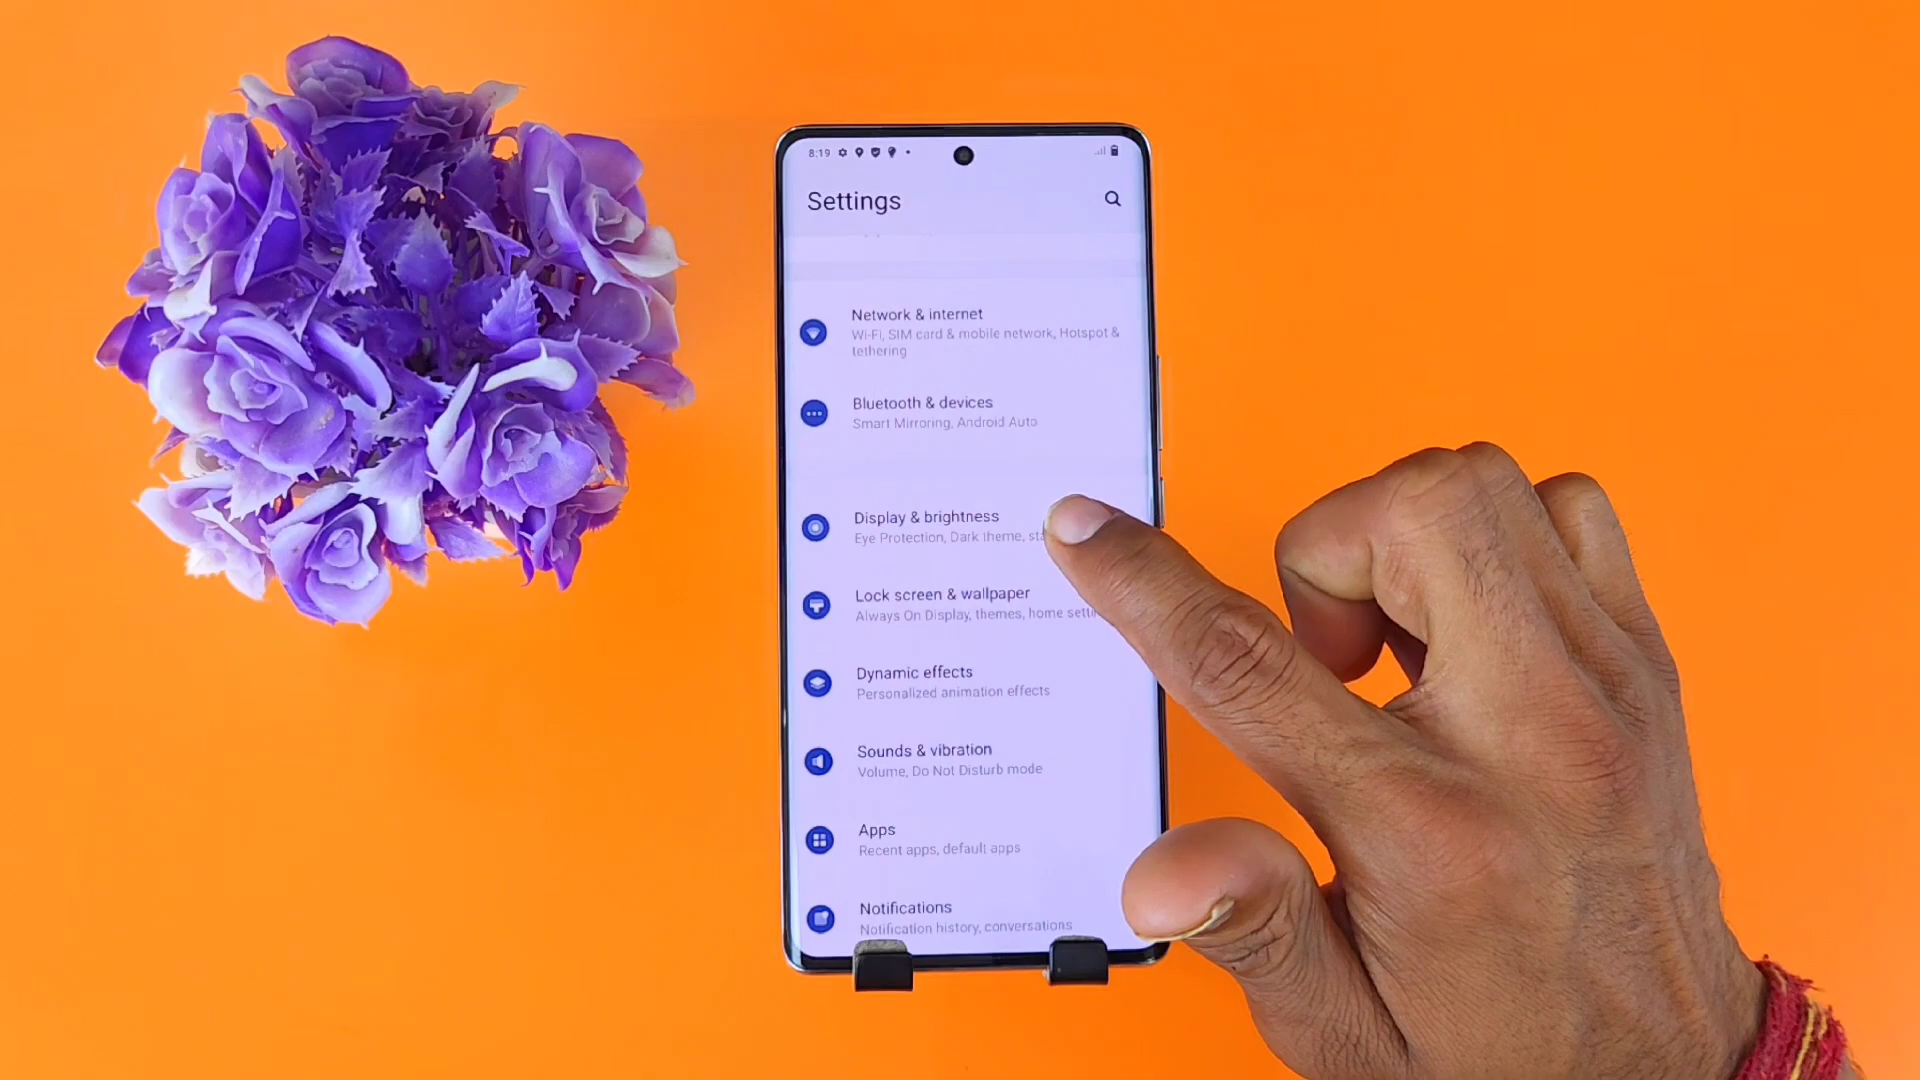 8:19
Settings
Network & internet
Wi-Fi, SIM card & mobile network, Hotspot &
tethering
Bluetooth & devices
Smart Mirroring, Android Auto
Display & brightness
Eye Protection, Dark theme,
Lock screen & wallpaper
Always On Display, themes, home
Dynamic effects
Personalized animation effects
Sounds & vibration
Volume, Do Not Disturb mode
Apps
Recent apps, default apps
Notifications
Notification history, conversations